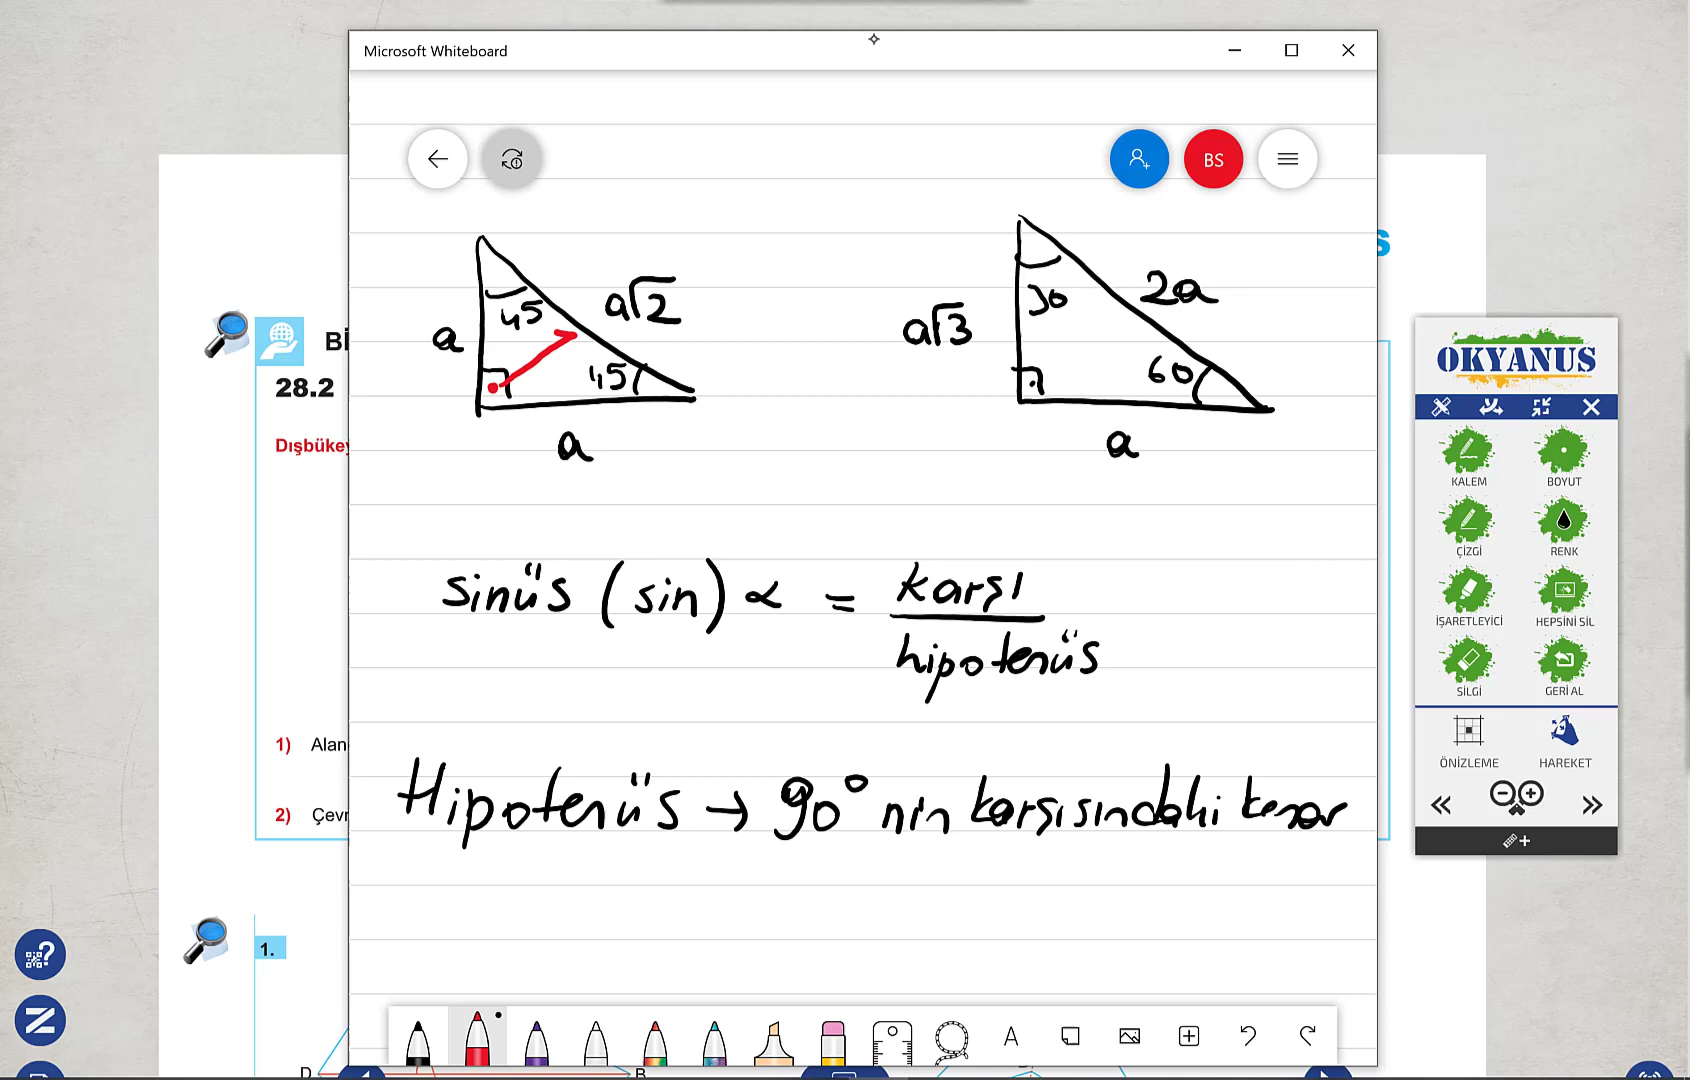 Microsoft Whiteboard
BS
s
45
a√2
a
45
a
30
2a
a√3
60
a
Bİ
28.2
Dışbükey
sinüs (sin) α = karşı
hipotenüs
1) Alan
Hipotenüs → 90° nin karşısındaki kenar
2) Çevr
1.
D
B
A
OKYANUS
KALEM
BOYUT
ÇİZGİ
RENK
İŞARETLEYİCİ
HEPSİNİ SİL
SİLGİ
GERİ AL
ÖNİZLEME
HAREKET